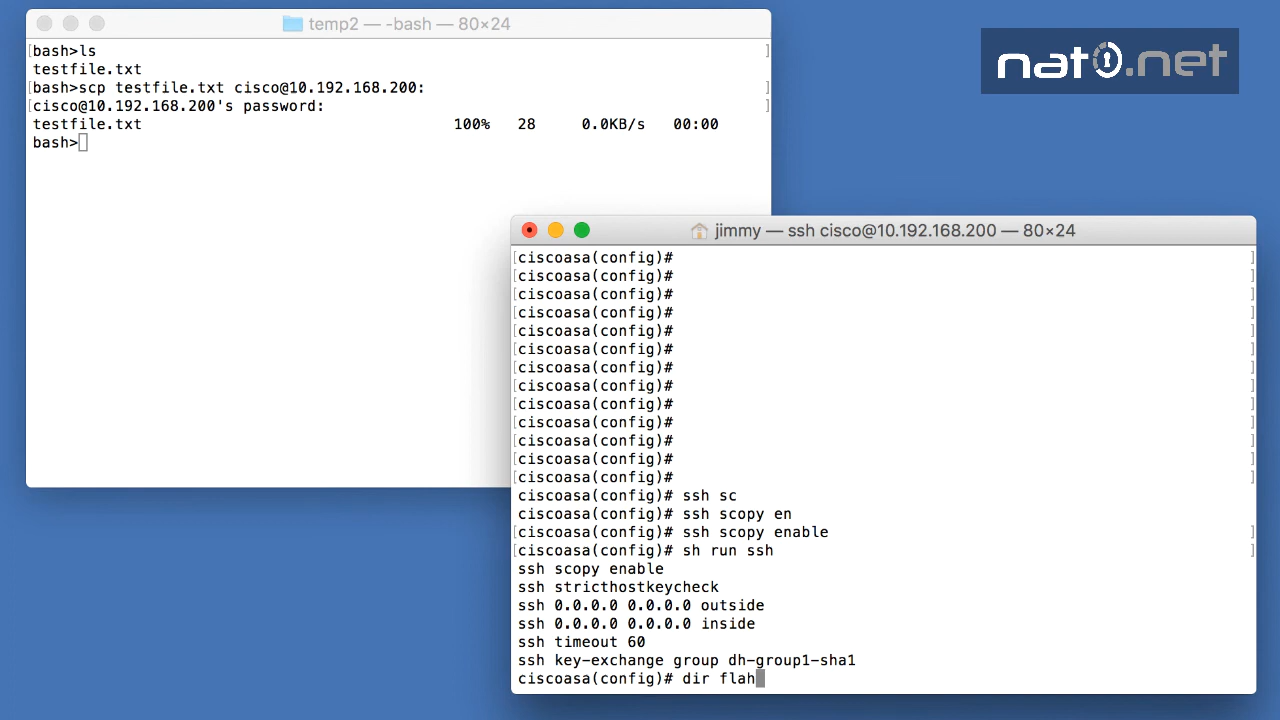 temp2 — -bash — 80×24
bash>ls
testfile.txt
bash>scp testfile.txt cisco@10.192.168.200:
cisco@10.192.168.200's password:
testfile.txt 100% 28 0.0KB/s 00:00
bash>
nat0.net
jimmy — ssh cisco@10.192.168.200 — 80×24
ciscoasa(config)#
ciscoasa(config)#
ciscoasa(config)#
ciscoasa(config)#
ciscoasa(config)#
ciscoasa(config)#
ciscoasa(config)#
ciscoasa(config)#
ciscoasa(config)#
ciscoasa(config)#
ciscoasa(config)#
ciscoasa(config)#
ciscoasa(config)#
ciscoasa(config)# ssh sc
ciscoasa(config)# ssh scopy en
ciscoasa(config)# ssh scopy enable
ciscoasa(config)# sh run ssh
ssh scopy enable
ssh stricthostkeycheck
ssh 0.0.0.0 0.0.0.0 outside
ssh 0.0.0.0 0.0.0.0 inside
ssh timeout 60
ssh key-exchange group dh-group1-sha1
ciscoasa(config)# dir flah